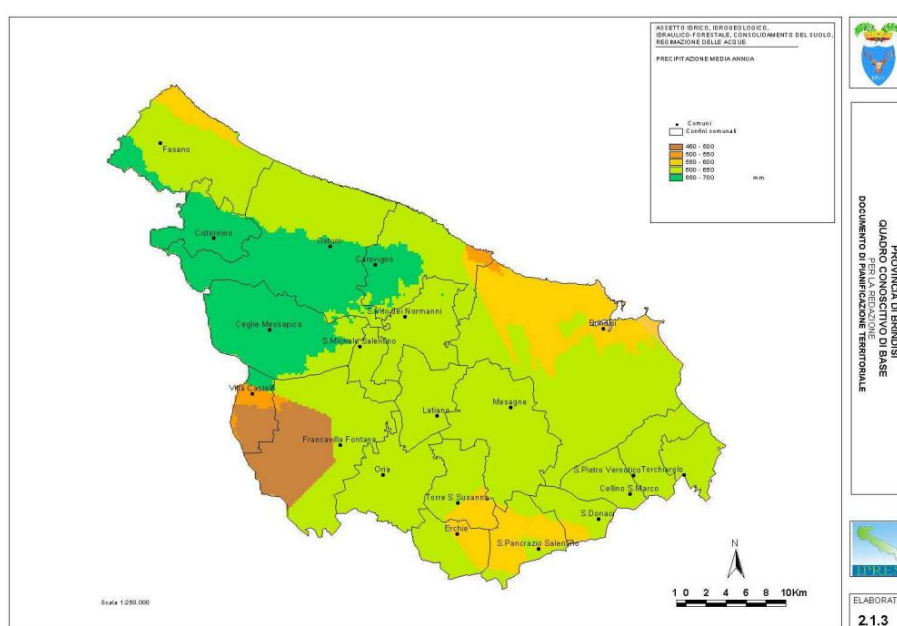 ASSETTO IDRICO, IDROGEOLOGICO,
IDRAULICO-FORESTALE, CONSOLIDAMENTO DEL SUOLO,
REGIMAZIONE DELLE ACQUE
PRECIPITAZIONE MEDIA ANNUA
Comuni
Confini comunali
450 - 500
500 - 550
550 - 600
600 - 650
650 - 700
mm
Fasano
Cisternino
Ostuni
Carovigno
S.Vito dei Normanni
Ceglie Messapica
S.Michele Salentino
Brindisi
Villa Castelli
Latiano
Mesagne
Francavilla Fontana
Oria
S.Pietro Vernotico
Torchiarolo
Cellino S.Marco
Torre S.Susanna
S.Donaci
Erchie
S.Pancrazio Salentino
N
1 0 2 4 6 8 10Km
Scala 1:250.000
PROVINCIA DI BRINDISI
QUADRO CONOSCITIVO DI BASE
PER LA REDAZIONE
DOCUMENTO DI PIANIFICAZIONE TERRITORIALE
IPRES
ELABORAT
2.1.3